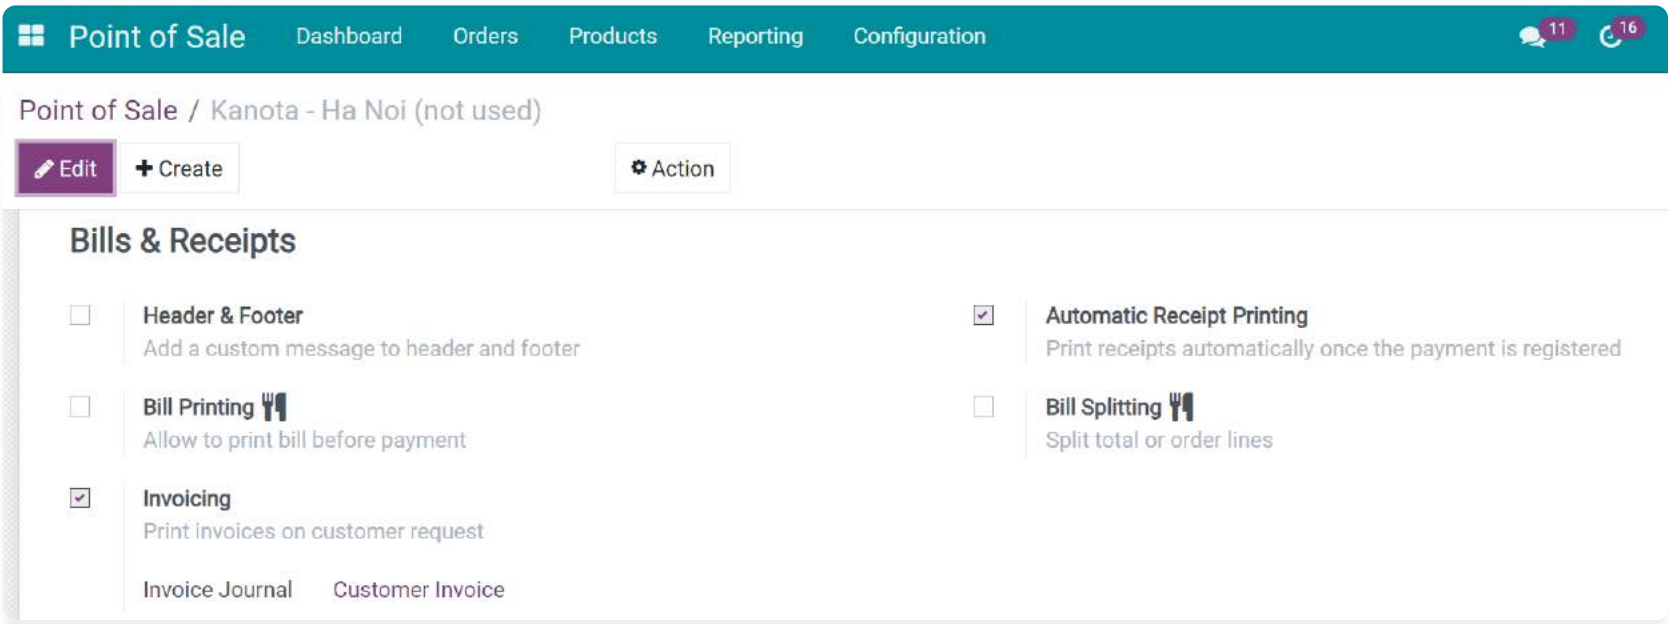 Point of Sale Dashboard Orders Products Reporting Configuration 11 16
Point of Sale / Kanota - Ha Noi (not used)
Edit Create Action
Bills & Receipts
Header & Footer
Add a custom message to header and footer
Automatic Receipt Printing
Print receipts automatically once the payment is registered
Bill Printing
Allow to print bill before payment
Bill Splitting
Split total or order lines
Invoicing
Print invoices on customer request
Invoice Journal Customer Invoice